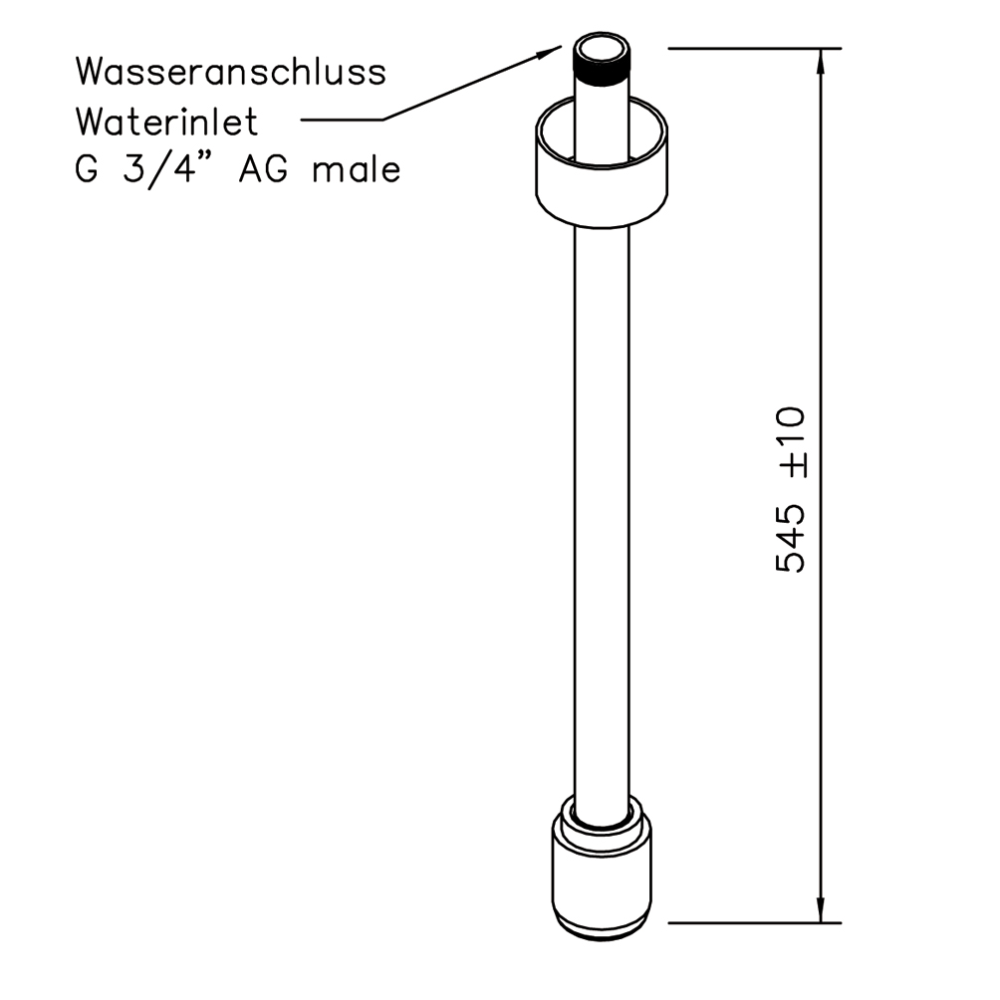 Wasseranschluss
Waterinlet
G 3/4” AG male
545 ±10